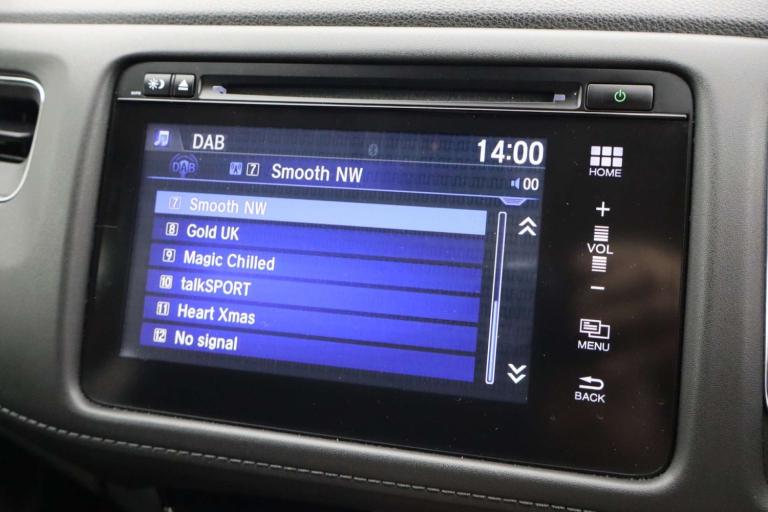 DAB
14:00
DAB
7 Smooth NW
00
7 Smooth NW
8 Gold UK
9 Magic Chilled
10 talkSPORT
11 Heart Xmas
12 No signal
HOME
+
VOL
−
MENU
BACK